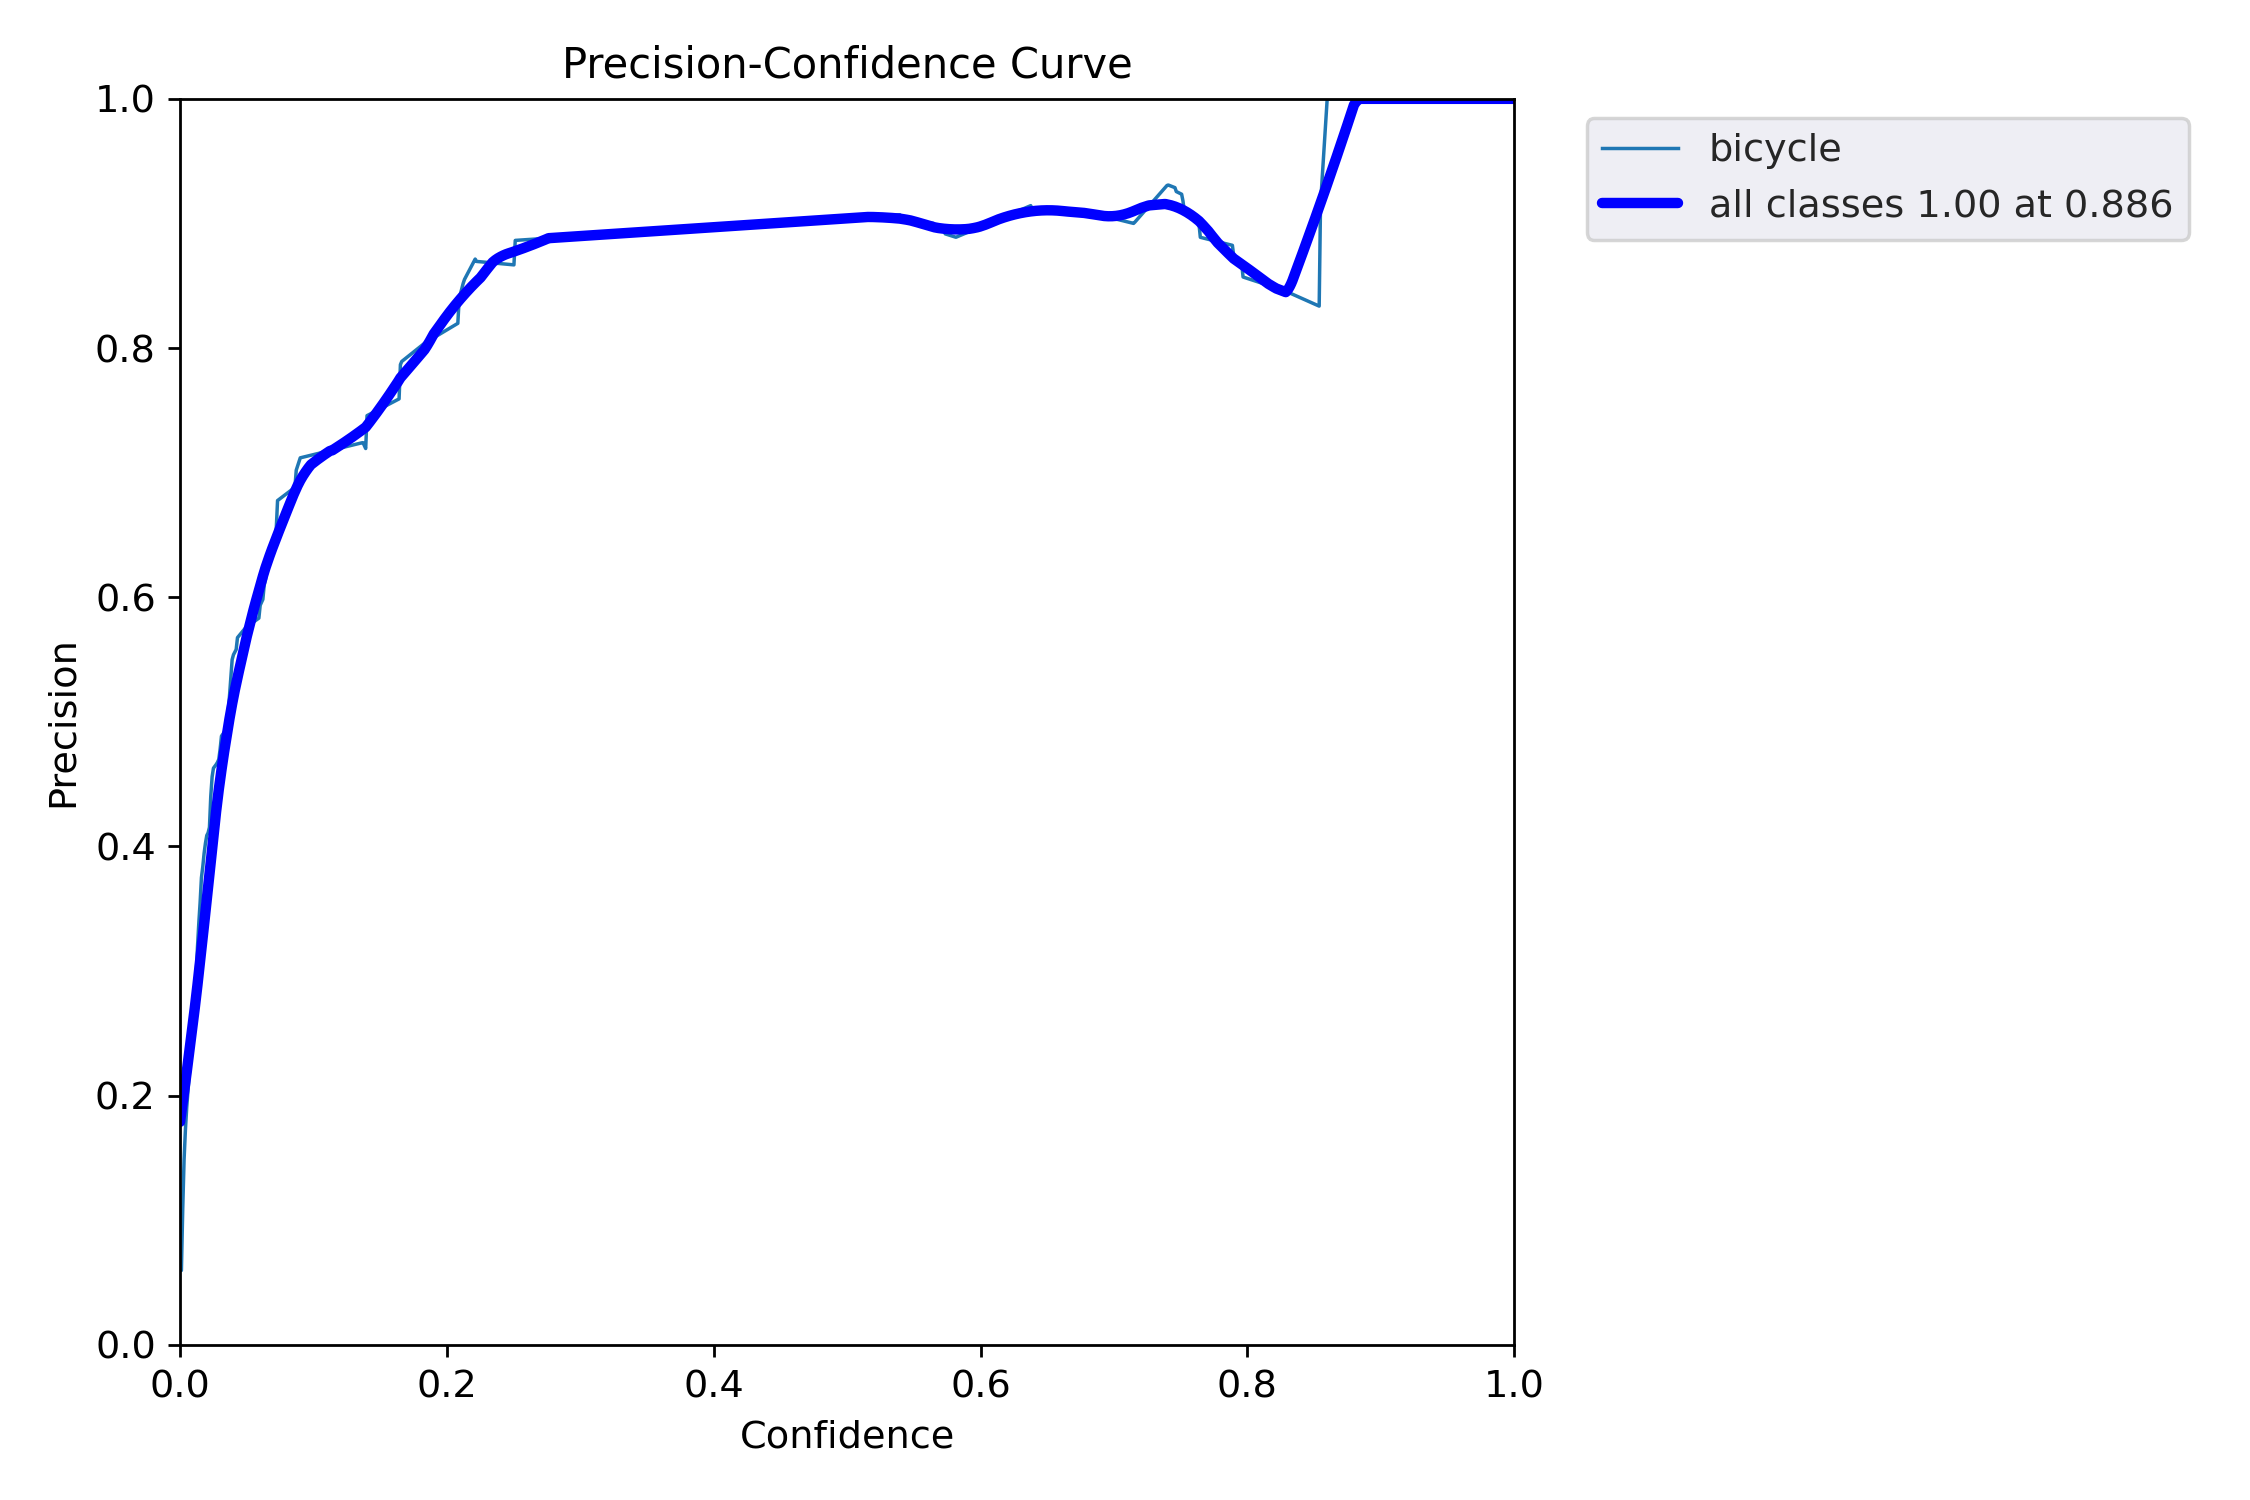 Precision-Confidence Curve
1.0
0.8
0.6
0.4
0.2
0.0
Precision
0.0 0.2 0.4 0.6 0.8 1.0
Confidence
bicycle
all classes 1.00 at 0.886